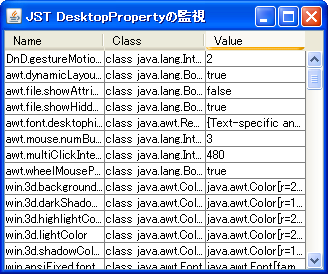 JST DesktopPropertyの監視
Name Class Value
DnD.gestureMotio... class java.lang.Int... 2
awt.dynamicLayou... class java.lang.Bo... true
awt.file.showAttri... class java.lang.Bo... false
awt.file.showHidd... class java.lang.Bo... true
awt.font.desktophi... class java.awt.Re... {Text-specific an...
awt.mouse.numBu... class java.lang.Int... 3
awt.multiClickInte... class java.lang.Int... 480
awt.wheelMouseP... class java.lang.Bo... true
win.3d.background... class java.awt.Col... java.awt.Color[r=2...
win.3d.darkShado... class java.awt.Col... java.awt.Color[r=1...
win.3d.highlightCo... class java.awt.Col... java.awt.Color[r=2...
win.3d.lightColor class java.awt.Col... java.awt.Color[r=2...
win.3d.shadowCol... class java.awt.Col... java.awt.Color[r=1...
win.ansiFixed.font class java.awt.Font java.awt.Font[fam...